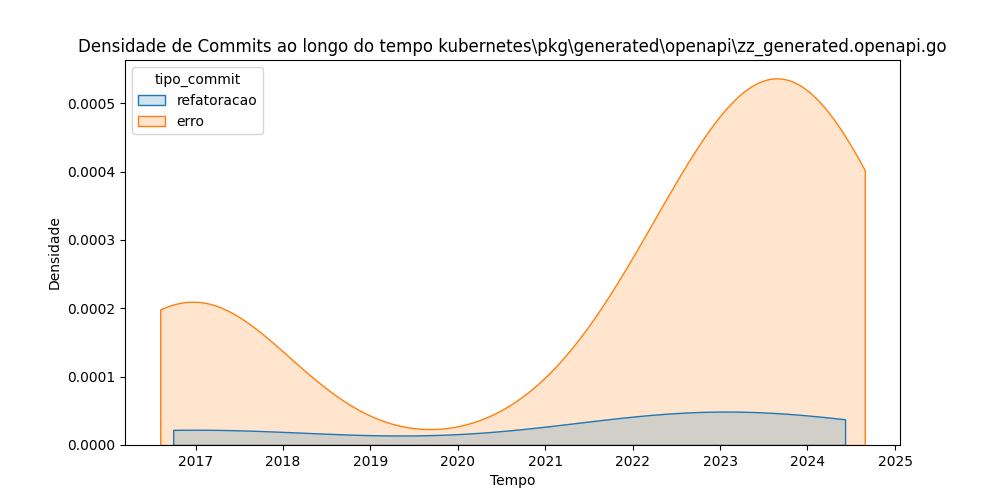 Densidade de Commits ao longo do tempo kubernetes\pkg\generated\openapi\zz_generated.openapi.go
tipo_commit
refatoracao
erro
Densidade
0.0005
0.0004
0.0003
0.0002
0.0001
0.0000
2017 2018 2019 2020 2021 2022 2023 2024 2025
Tempo